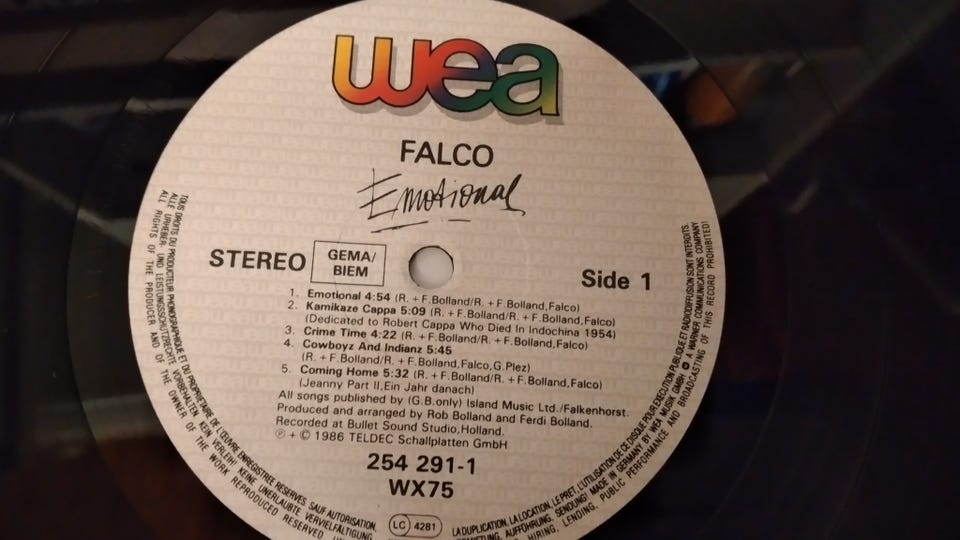 wea
FALCO
Emotional
STEREO GEMA/
BIEM
Side 1
1. Emotional 4:54 (R. + F.Bolland/R. + F.Bolland,Falco)
2. Kamikaze Cappa 5:09 (R. + F.Bolland/R. + F.Bolland,Falco)
(Dedicated to Robert Cappa Who Died In Indochina 1954)
3. Crime Time 4:22 (R. + F.Bolland/R. + F.Bolland,Falco)
4. Cowboyz And Indianz 5:45
(R. + F.Bolland/R. + F.Bolland,Falco,G.Plez)
5. Coming Home 5:32 (R. + F.Bolland/R. + F.Bolland,Falco)
(Jeanny Part II,Ein Jahr danach)
All songs published by (G.B.only) Island Music Ltd./Falkenhorst.
Produced and arranged by Rob Bolland and Ferdi Bolland.
Recorded at Bullet Sound Studio,Holland.
℗ + © 1986 TELDEC Schallplatten GmbH
254 291-1
WX75
LC 4281
TOUS DROITS DU PRODUCTEUR PHONOGRAPHIQUE ET DU PROPRIETAIRE DE L'ŒUVRE ENREGISTREE RESERVES. SAUF AUTORISATION,
LA DUPLICATION, LA LOCATION, LE PRET, L'UTILISATION DE CE DISQUE POUR EXECUTION PUBLIQUE ET RADIODIFFUSION SONT INTERDITS
ALLE URHEBER- UND LEISTUNGSSCHUTZRECHTE VORBEHALTEN. KEIN VERLEIH! KEINE UNERLAUBTE VERVIELFÄLTIGUNG,
AUFFÜHRUNG, SENDUNG! MADE IN GERMANY BY WEA MUSIK GMBH. A WARNER COMMUNICATIONS COMPANY
ALL RIGHTS OF THE PRODUCER AND OF THE OWNER OF THE WORK REPRODUCED RESERVED
HIRING, LENDING, PUBLIC PERFORMANCE AND BROADCASTING OF THIS RECORD PROHIBITED!